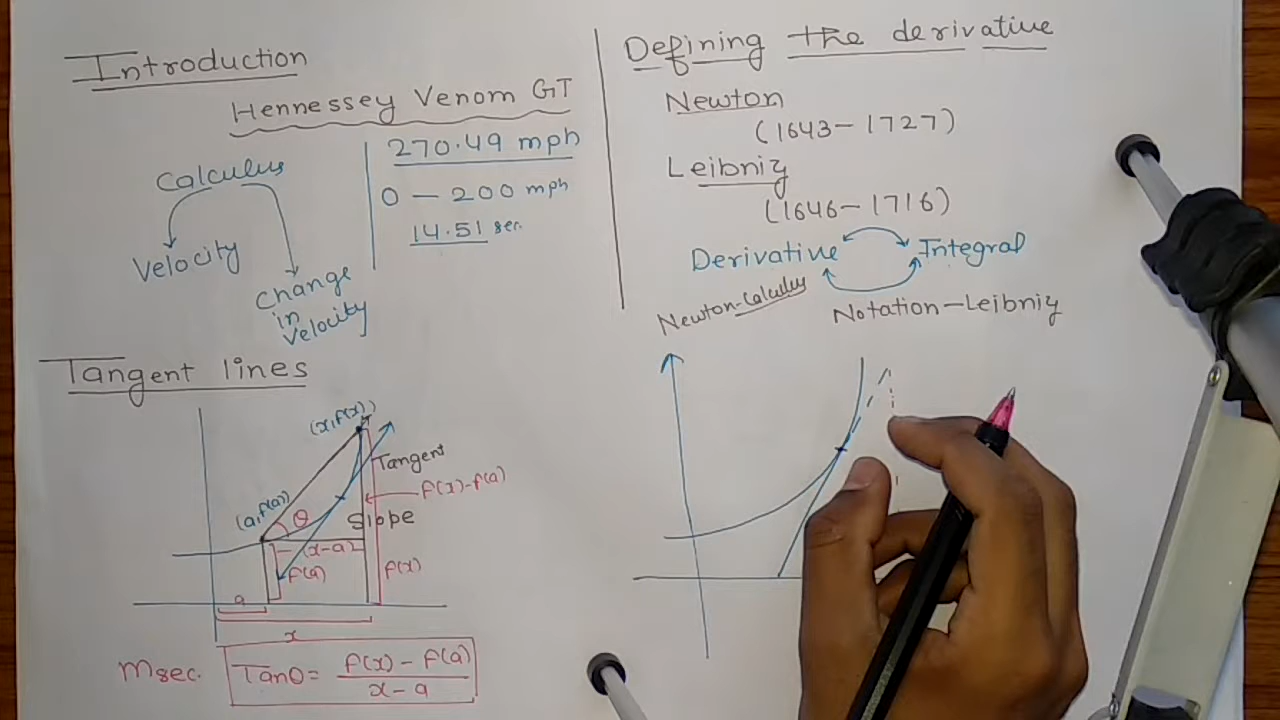 Introduction
Hennessey Venom GT
Calculus
Velocity
Change
in
Velocity
270.49 mph
0 — 200 mph
14.51 sec.
Tangent lines
(x, f(x))
Tangent
f(x)-f(a)
(a, f(a))
θ
Slope
(x-a)
f(a)
f(x)
a
x
Msec.
Tanθ = f(x) - f(a)
x - a
Defining the derivative
Newton
(1643 - 1727)
Leibniz
(1646 - 1716)
Derivative
Integral
Newton-Calculus
Notation-Leibniz